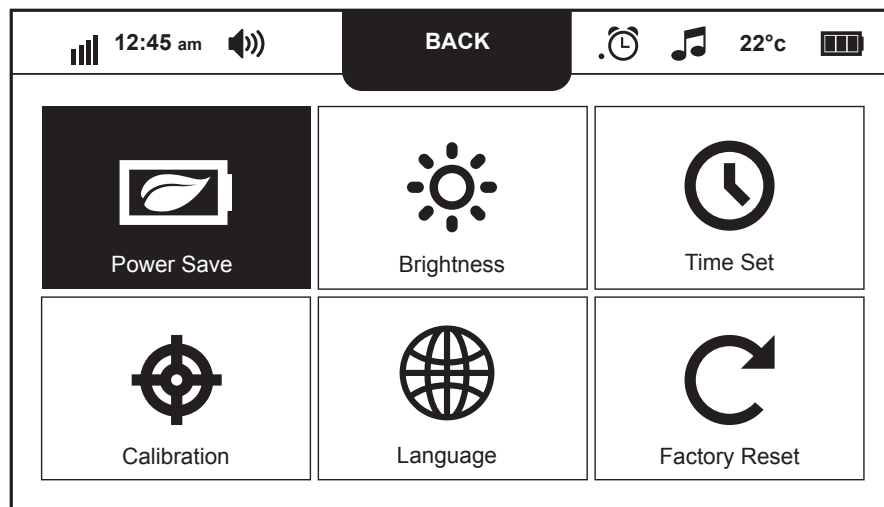 12:45 am BACK 22°c
Power Save Brightness Time Set
Calibration Language Factory Reset